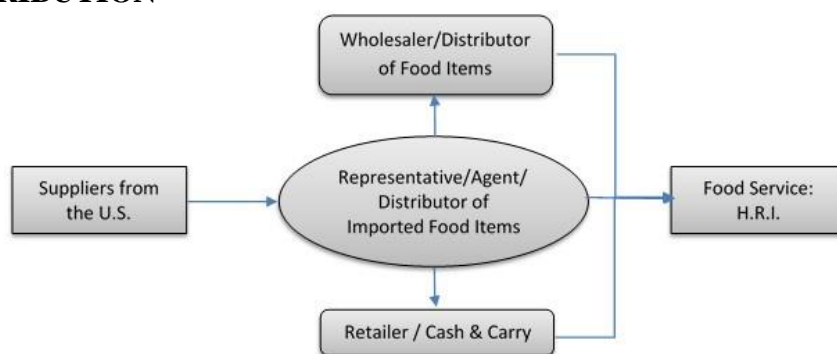 Wholesaler/Distributor
of Food Items
Suppliers from
the U.S.
Representative/Agent/
Distributor of
Imported Food Items
Food Service:
H.R.I.
Retailer / Cash & Carry